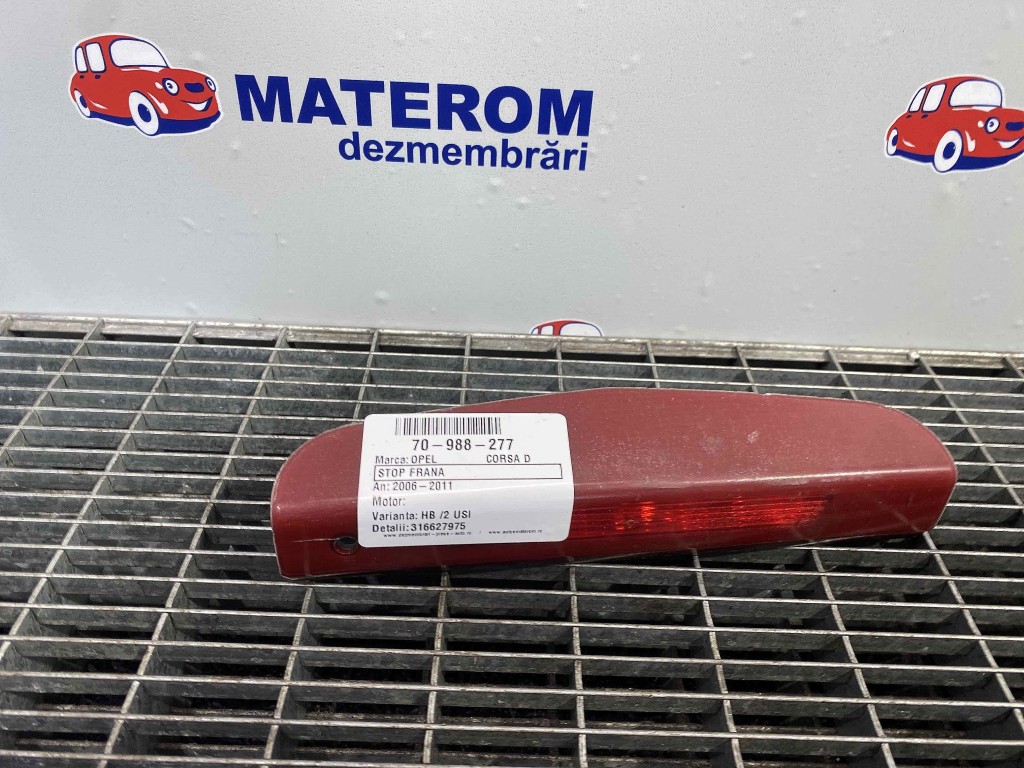 MATEROM
dezmembrări
70-988-277
Marca: OPEL CORSA D
STOP FRANA
An: 2006-2011
Motor:
Varianta: HB /2 USI
Detalii: 316627975